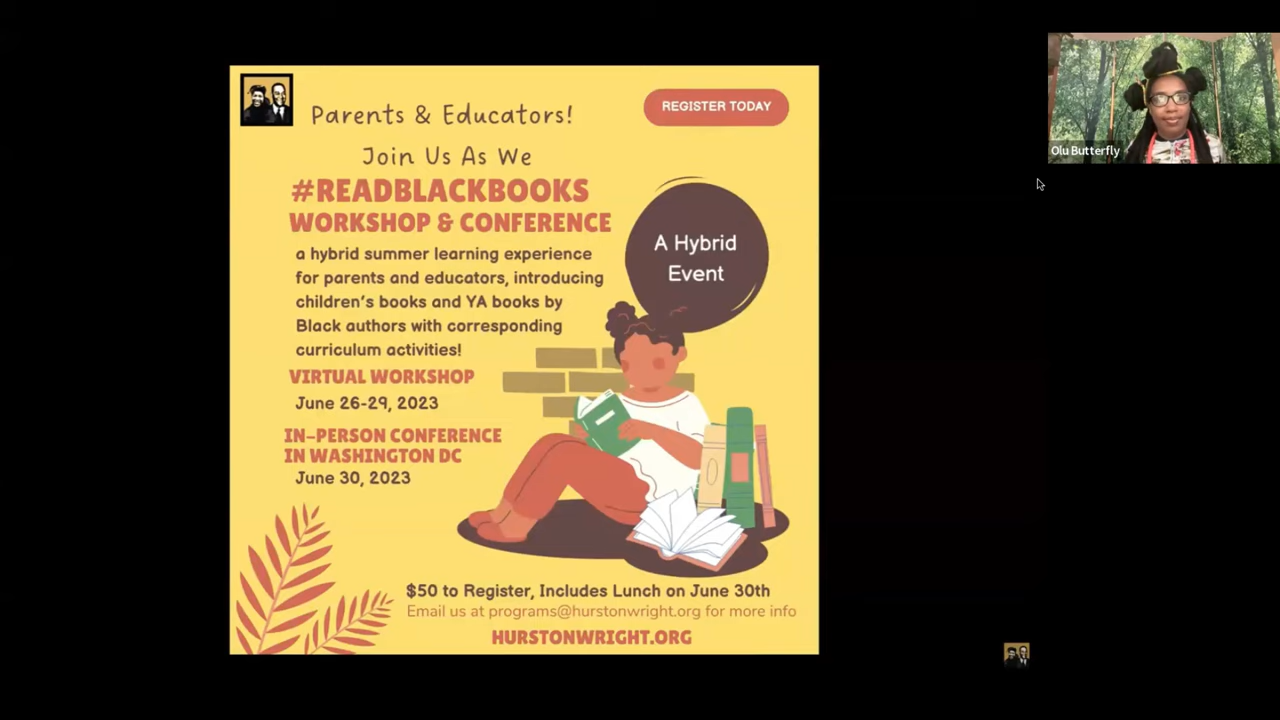 Parents & Educators!
REGISTER TODAY
Join Us As We
#READBLACKBOOKS
WORKSHOP & CONFERENCE
a hybrid summer learning experience
for parents and educators, introducing
children's books and YA books by
Black authors with corresponding
curriculum activities!
A Hybrid
Event
VIRTUAL WORKSHOP
June 26-29, 2023
IN-PERSON CONFERENCE
IN WASHINGTON DC
June 30, 2023
$50 to Register, Includes Lunch on June 30th
Email us at programs@hurstonwright.org for more info
HURSTONWRIGHT.ORG
Olu Butterfly